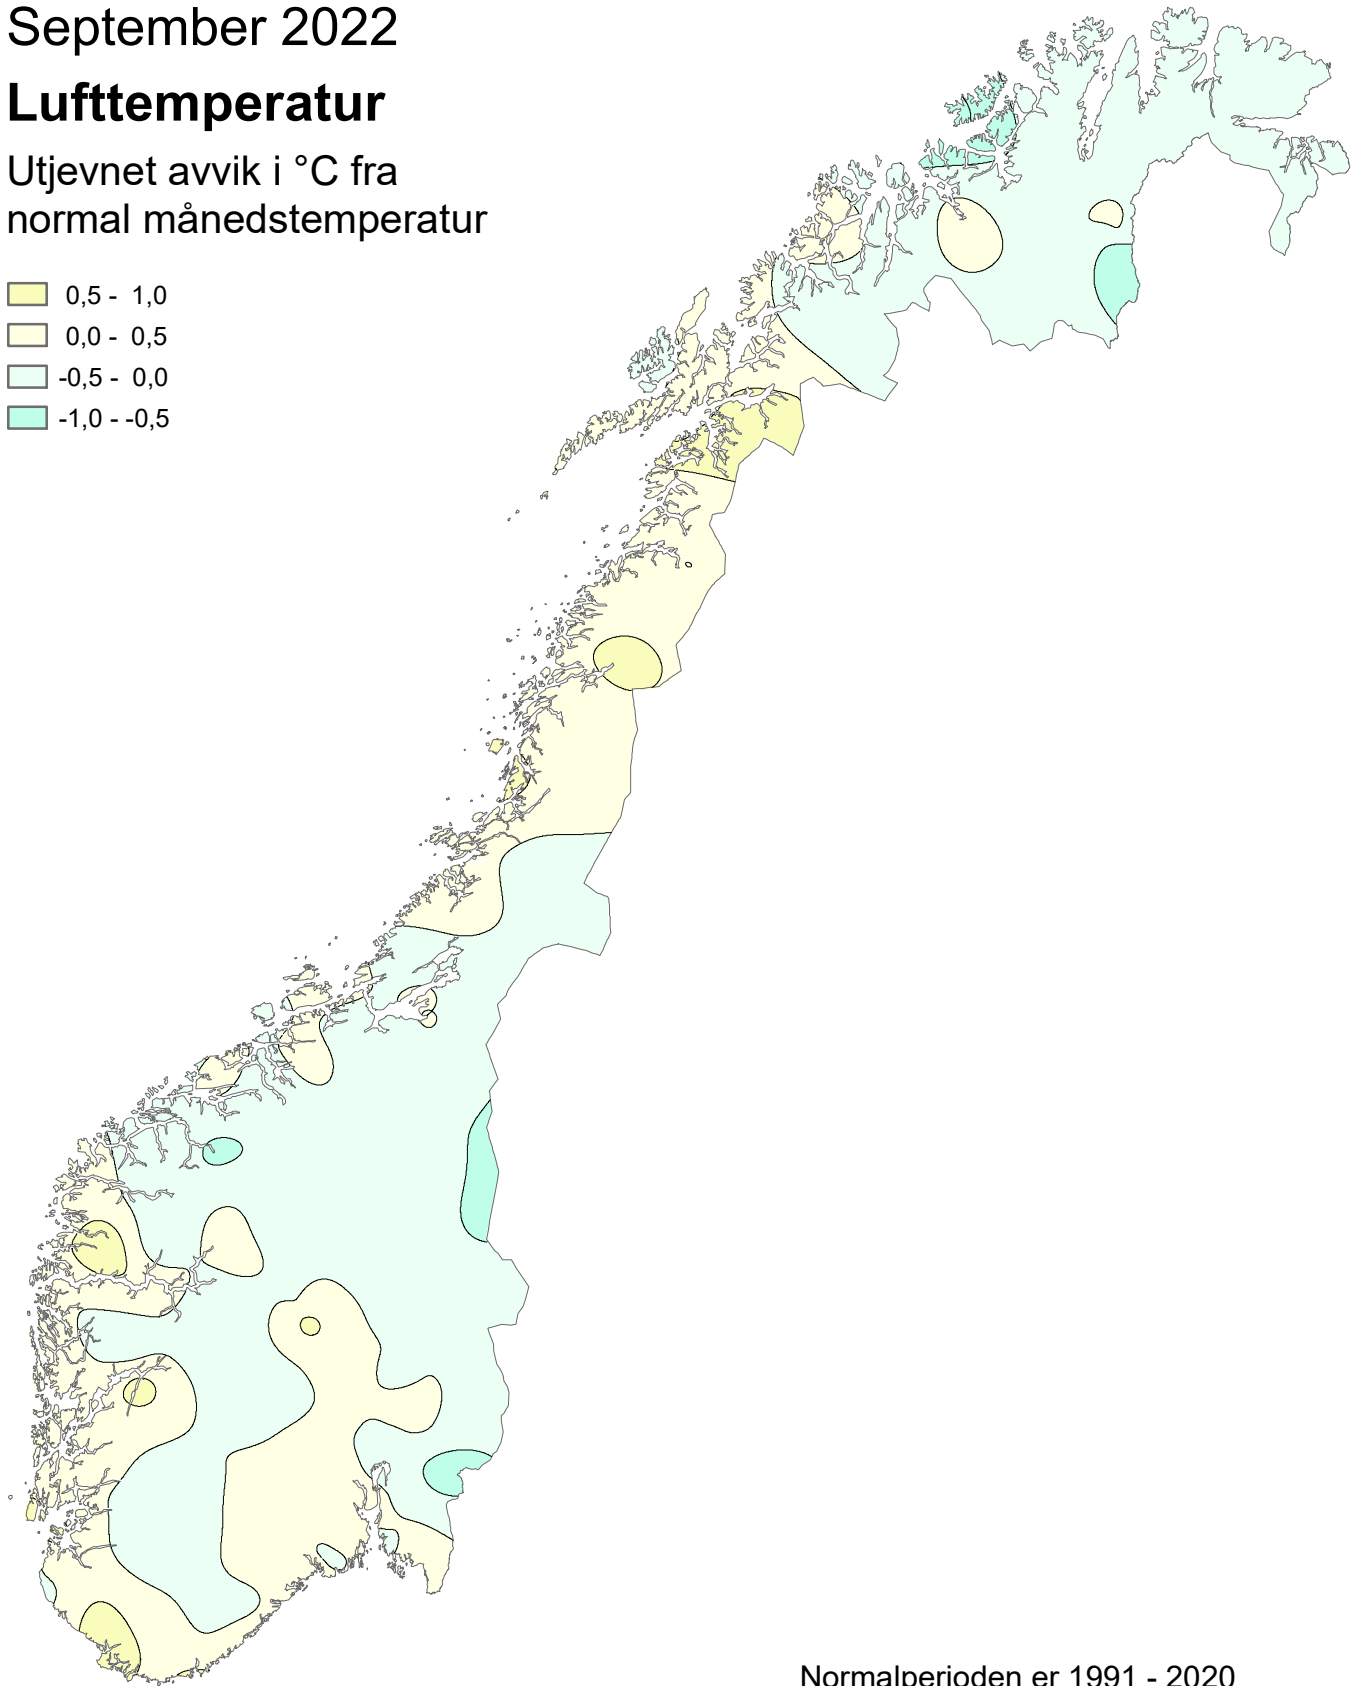 September 2022
Lufttemperatur
Utjevnet avvik i °C fra
normal månedstemperatur
0,5 - 1,0
0,0 - 0,5
-0,5 - 0,0
-1,0 - -0,5
Normalperioden er 1991 - 2020